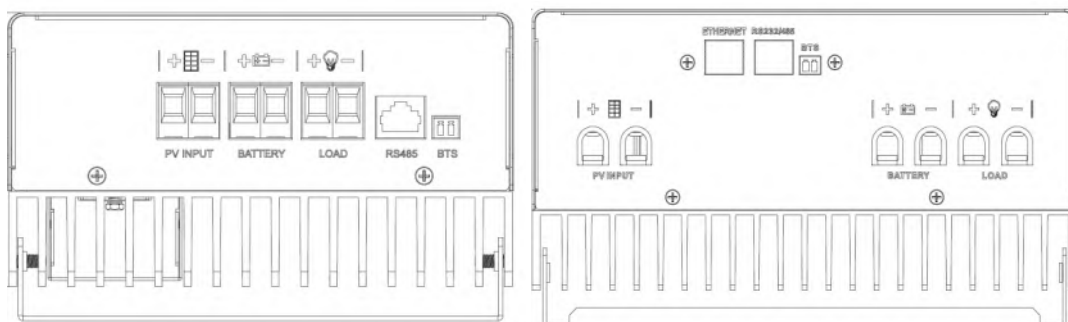 + − + − + −
PV INPUT BATTERY LOAD RS485 BTS
ETHERNET RS232/485
BTS
+ − + − + −
PV INPUT BATTERY LOAD